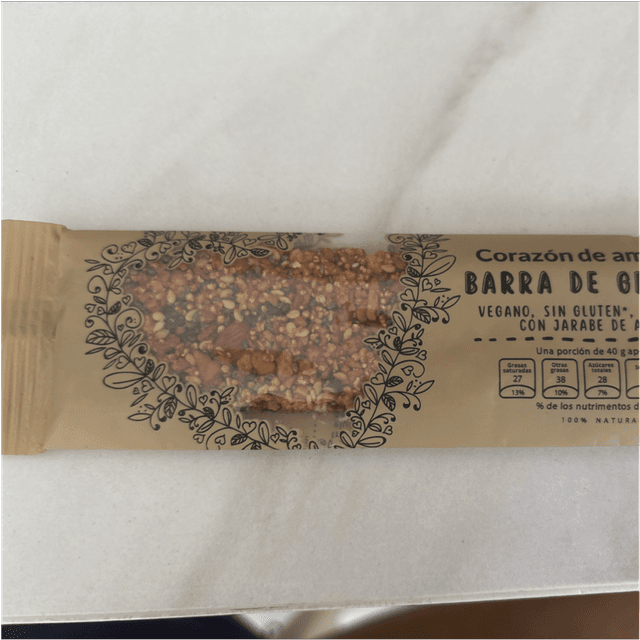 Corazón de am
BARRA DE G
VEGANO, SIN GLUTEN*,
CON JARABE DE A
Una porción de 40 g ap
Grasas saturadas 27 13%
Otras grasas 38 10%
Azúcares totales 28 7%
% de los nutrimentos d
100% NATURA